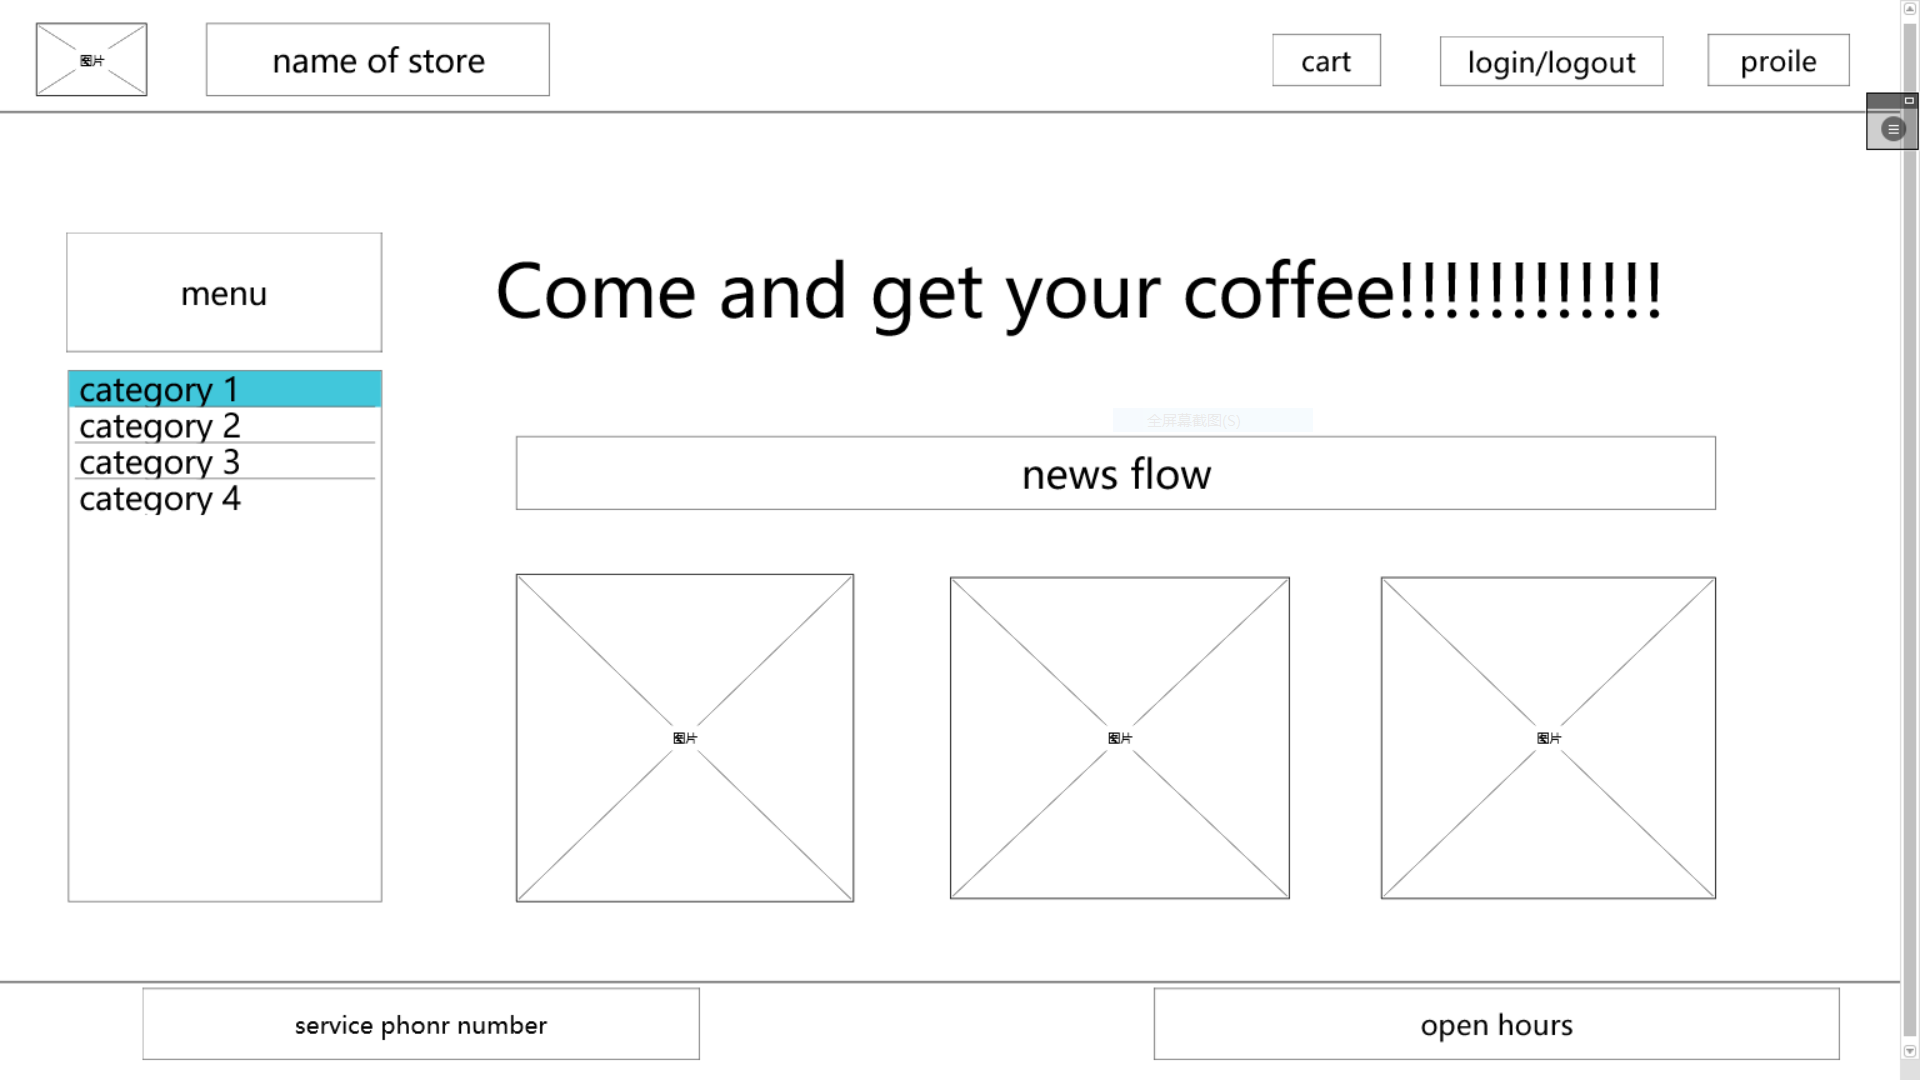 图片
name of store
cart
login/logout
proile
menu
Come and get your coffee!!!!!!!!!!!!
category 1
category 2
category 3
category 4
全屏幕截图(S)
news flow
图片
图片
图片
service phonr number
open hours